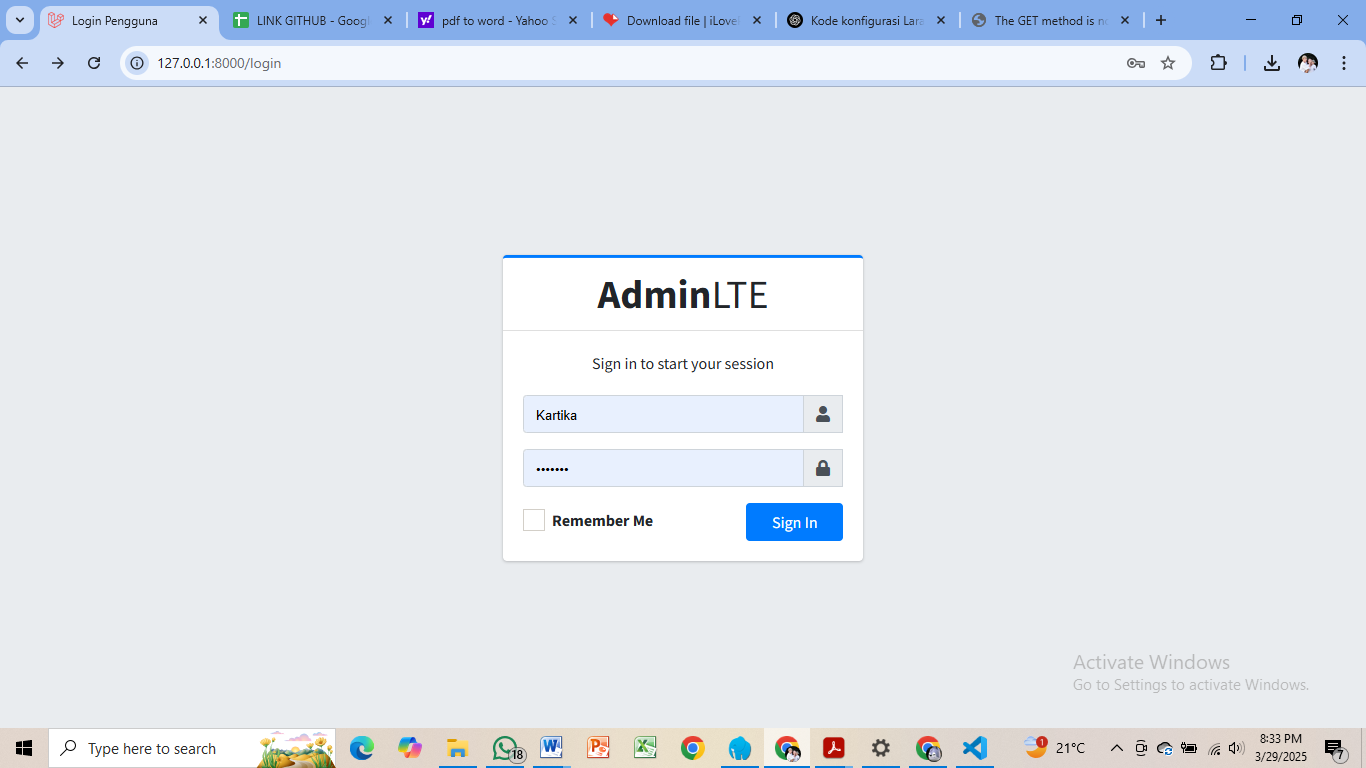 Login Pengguna
LINK GITHUB - Googl
pdf to word - Yahoo S
Download file | iLovel
Kode konfigurasi Lara
The GET method is no
127.0.0.1:8000/login
AdminLTE
Sign in to start your session
Kartika
•••••••
Remember Me
Sign In
Activate Windows
Go to Settings to activate Windows.
Type here to search
18
1
21°C
8:33 PM
3/29/2025
7